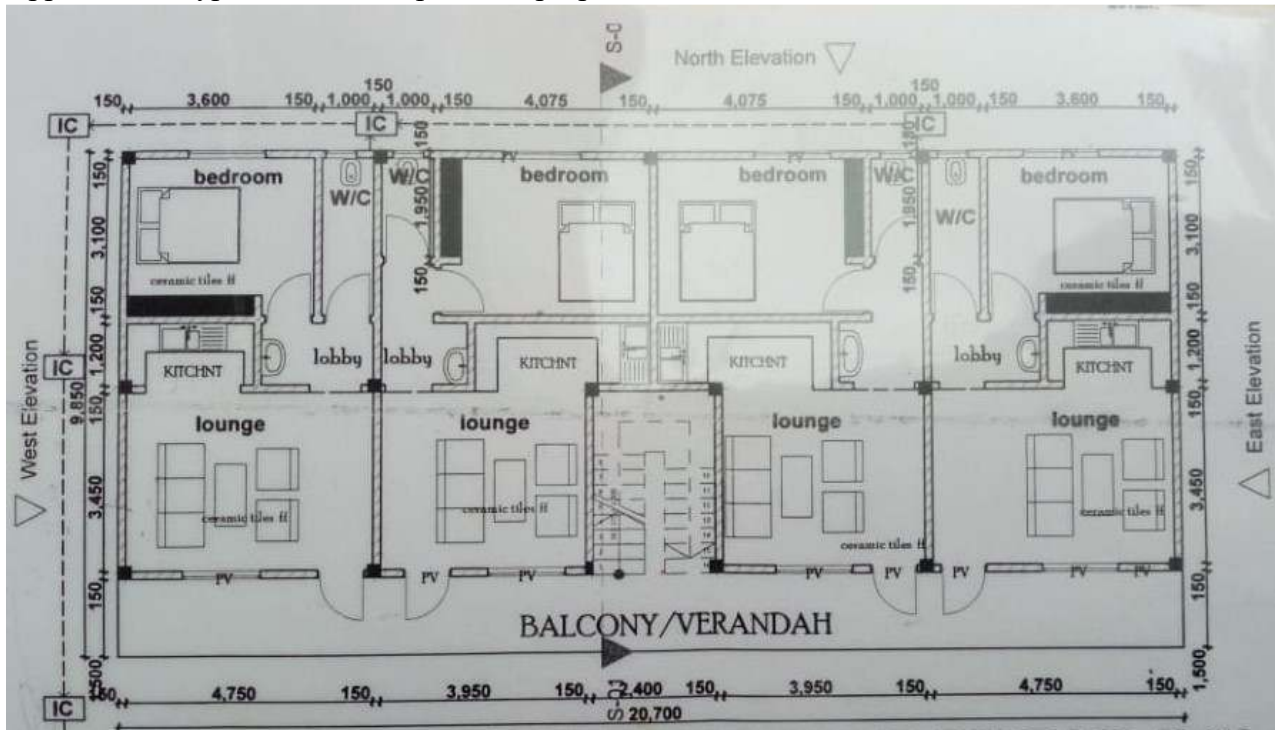 S-0
North Elevation
150
150 3,600 150 1,000 1,000 150 4,075 150 4,075 150 1,000 1,000 150 3,600 150
IC IC IC
150 150
150 bedroom W/C W/C PV bedroom PV bedroom W/C W/C PV bedroom 150
3,100 1,950 1,950 3,100
ceramic tiles ff 150 150 ceramic tiles ff
150 150
West Elevation IC 1,200 KITCHNT lobby lobby KITCHNT KITCHNT lobby KITCHNT 1,200 East Elevation
9,850 150 lounge lounge lounge lounge 150
3,450 ceramic tiles ff ceramic tiles ff ceramic tiles ff ceramic tiles ff 3,450
150 PV PV PV PV PV PV PV 150
BALCONY/VERANDAH
1,500 1,500
IC 150 4,750 150 3,950 150 2,400 150 3,950 150 4,750 150
20,700